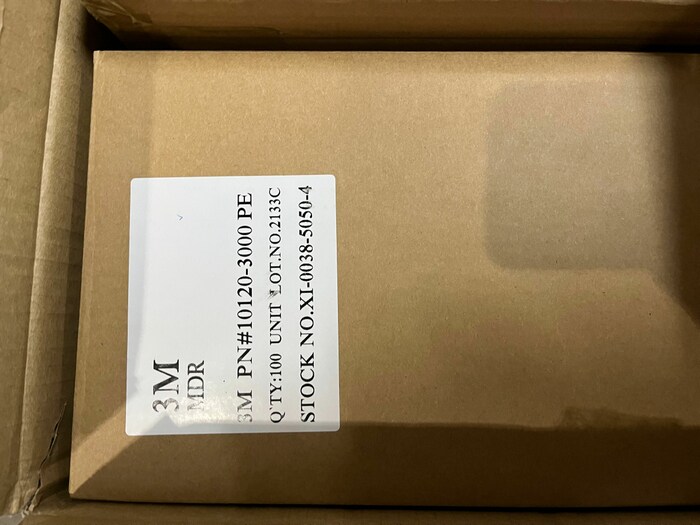 3M
MDR
3M PN#10120-3000 PE
Q'TY:100 UNIT LOT.NO.2133C
STOCK NO.XI-0038-5050-4